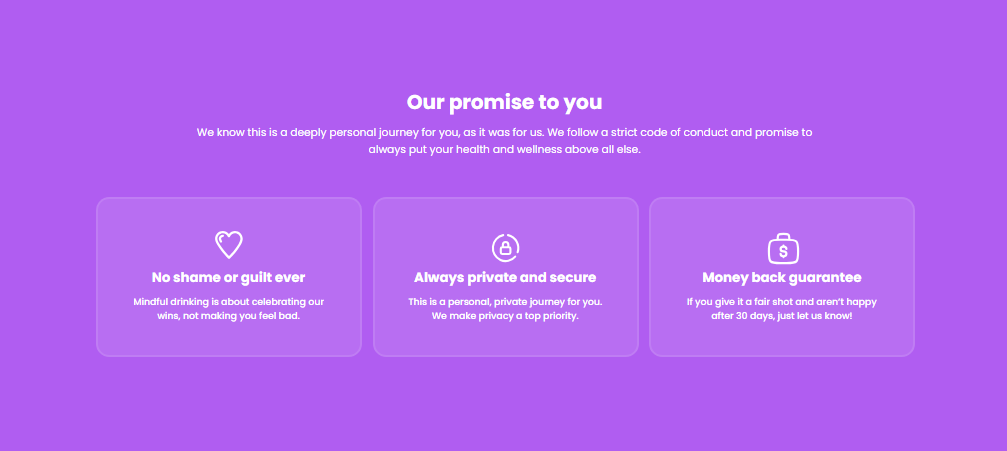 Our promise to you
We know this is a deeply personal journey for you, as it was for us. We follow a strict code of conduct and promise to
always put your health and wellness above all else.
No shame or guilt ever
Mindful drinking is about celebrating our
wins, not making you feel bad.
Always private and secure
This is a personal, private journey for you.
We make privacy a top priority.
$
Money back guarantee
If you give it a fair shot and aren't happy
after 30 days, just let us know!